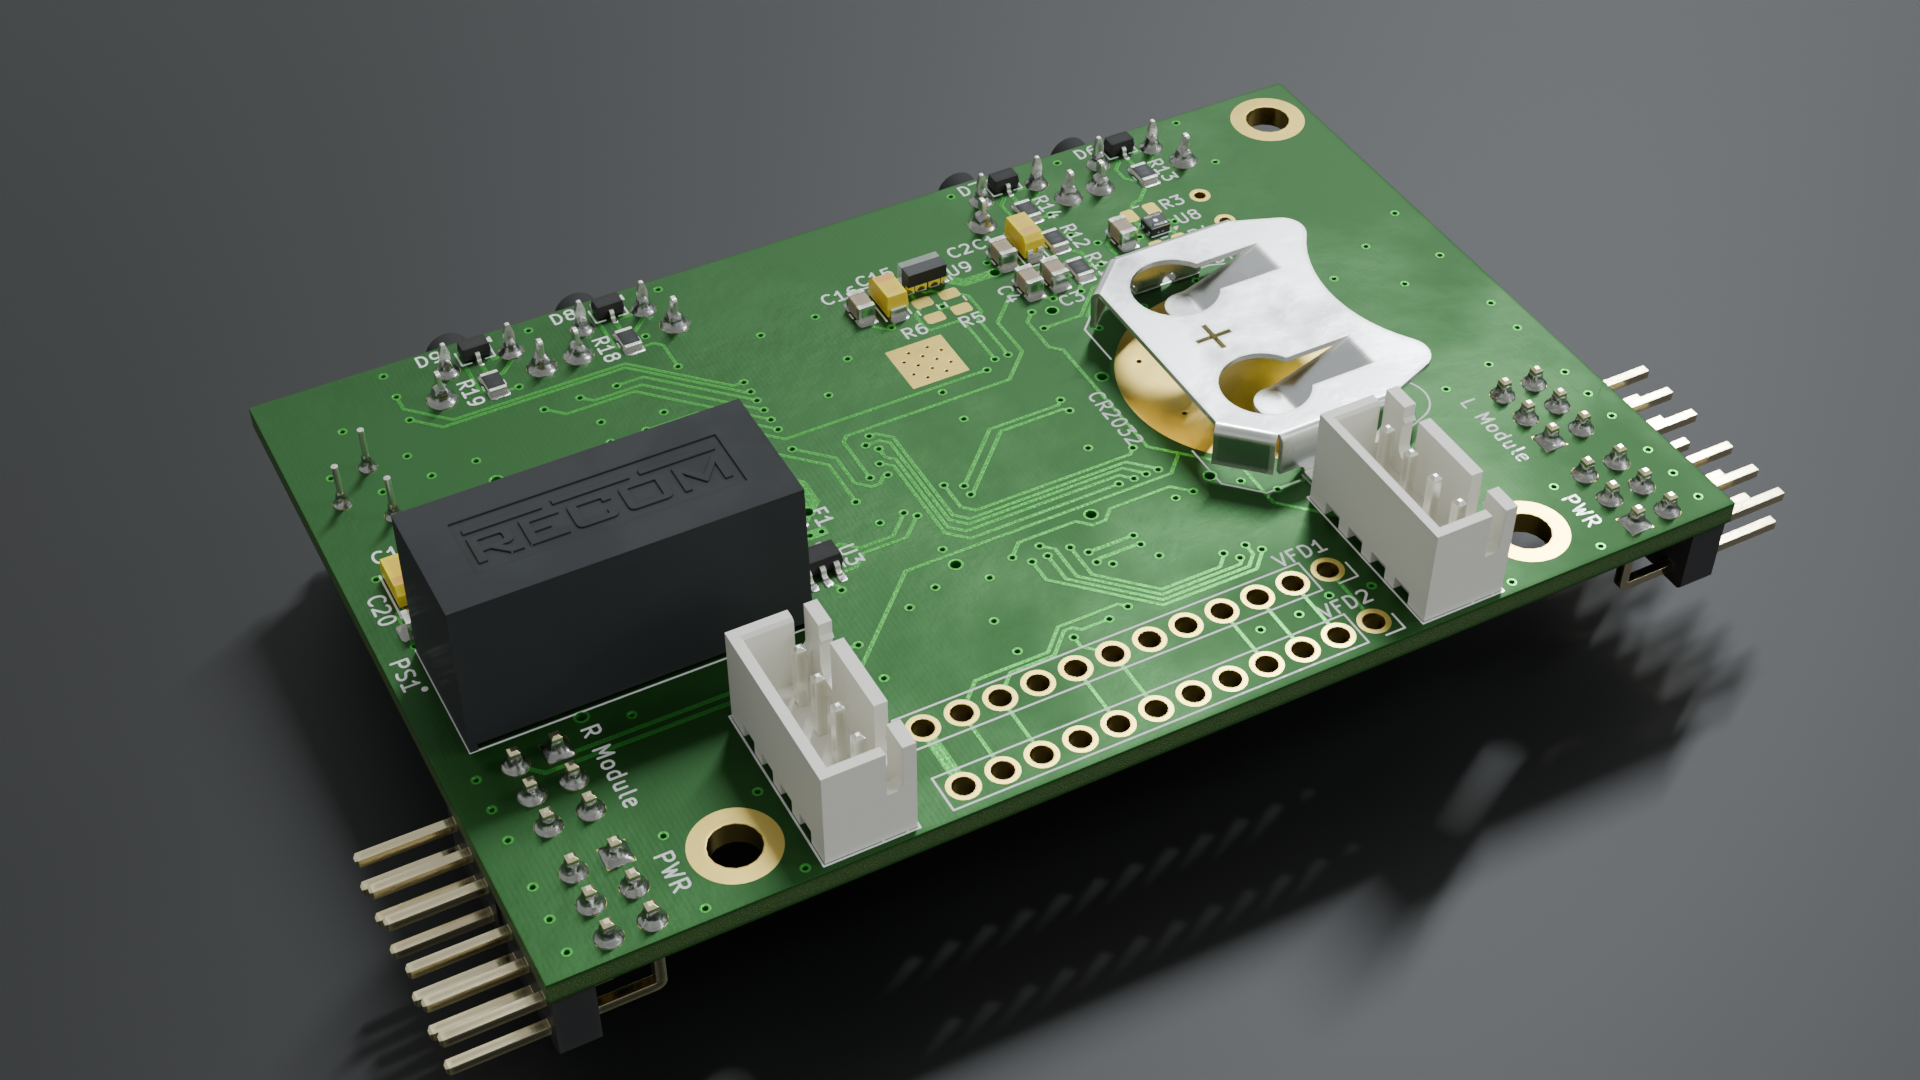 D6
R13
D7
R14
R3
U8
R12
C2
C1
C15
U9
C16
C4
C3
R6
R5
D8
R18
D9
R19
+
CR2032
L Module
PWR
RECOM
F1
U3
C20
PS1
VFD1
VFD2
R Module
PWR